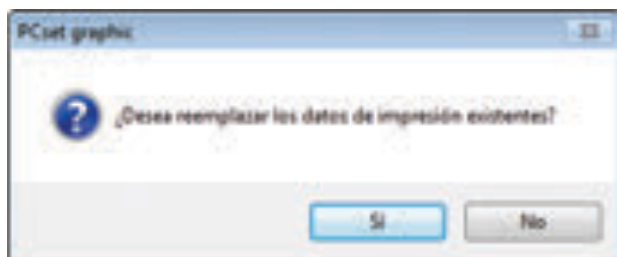 PCset graphic
¿Desea reemplazar los datos de impresión existentes?
Sí
No